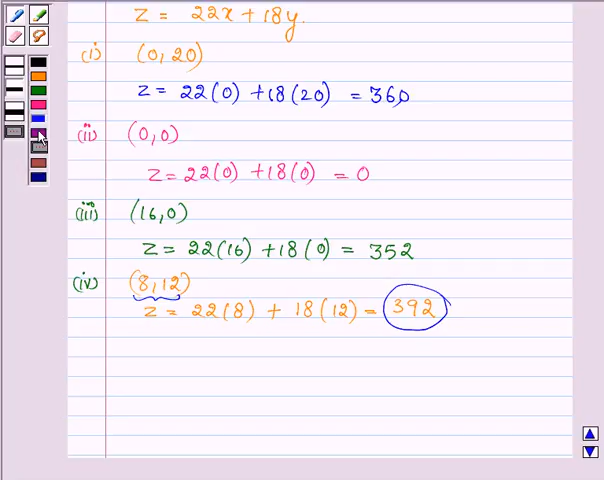 z = 22x + 18y.
(i) (0, 20)
z = 22(0) + 18(20) = 360
(ii) (0,0)
z = 22(0) + 18(0) = 0
(iii) (16,0)
z = 22(16) + 18(0) = 352
(iv) (8,12)
z = 22(8) + 18(12) = 392